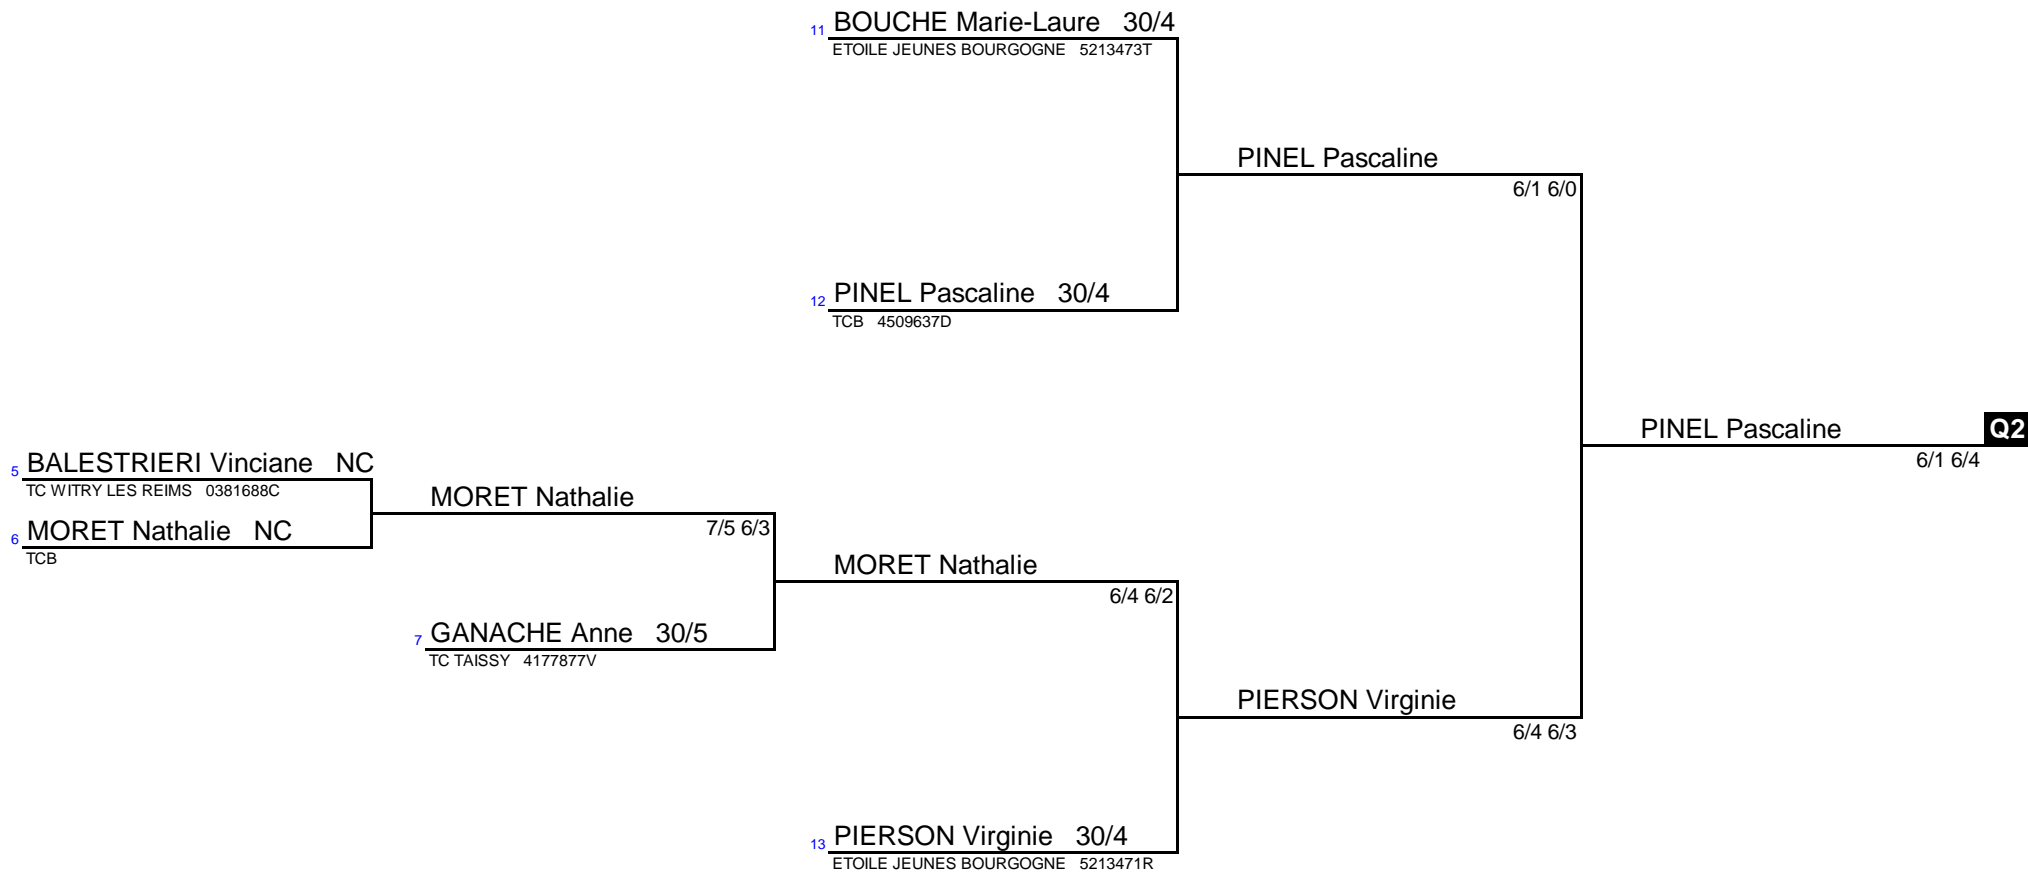 11 BOUCHE Marie-Laure 30/4
ETOILE JEUNES BOURGOGNE 5213473T
PINEL Pascaline
6/1 6/0
12 PINEL Pascaline 30/4
TCB 4509637D
PINEL Pascaline Q2
6/1 6/4
5 BALESTRIERI Vinciane NC
TC WITRY LES REIMS 0381688C
MORET Nathalie
7/5 6/3
6 MORET Nathalie NC
TCB
MORET Nathalie
6/4 6/2
7 GANACHE Anne 30/5
TC TAISSY 4177877V
PIERSON Virginie
6/4 6/3
13 PIERSON Virginie 30/4
ETOILE JEUNES BOURGOGNE 5213471R